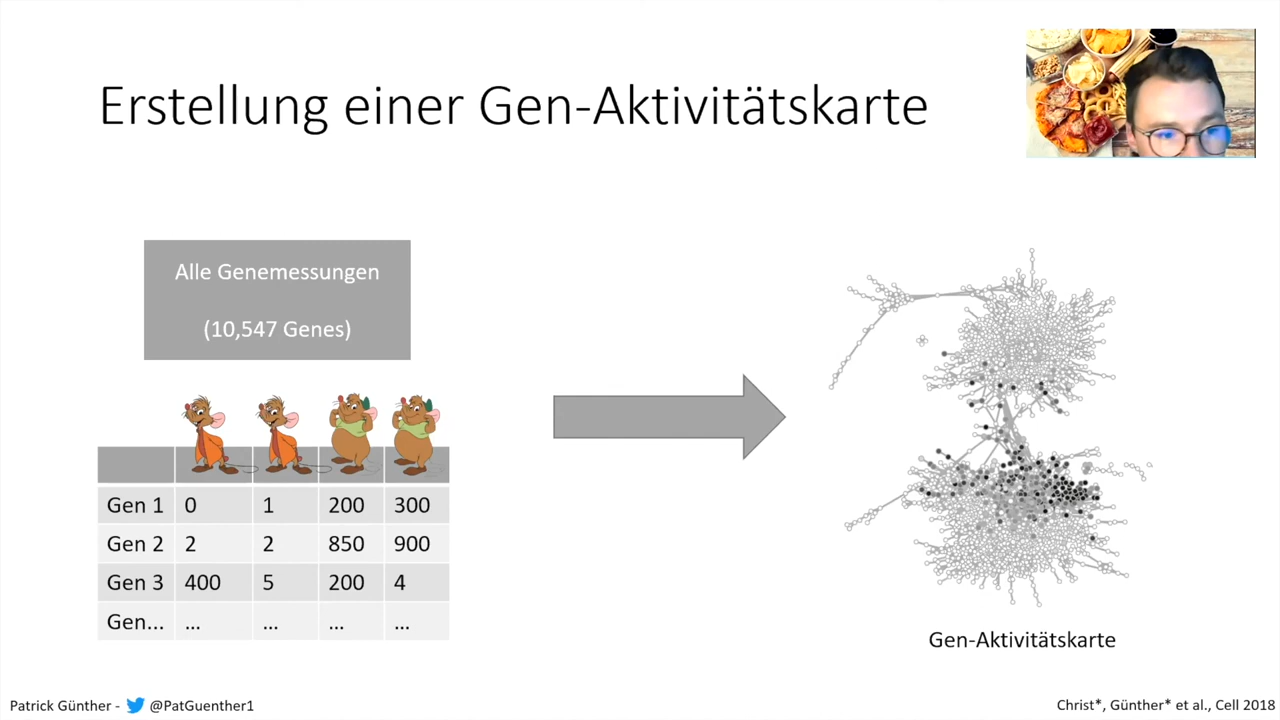 Erstellung einer Gen-Aktivitätskarte
Alle Genemessungen
(10,547 Genes)
Gen 1 0 1 200 300
Gen 2 2 2 850 900
Gen 3 400 5 200 4
Gen... ... ... ... ...
Gen-Aktivitätskarte
Patrick Günther - @PatGuenther1
Christ*, Günther* et al., Cell 2018